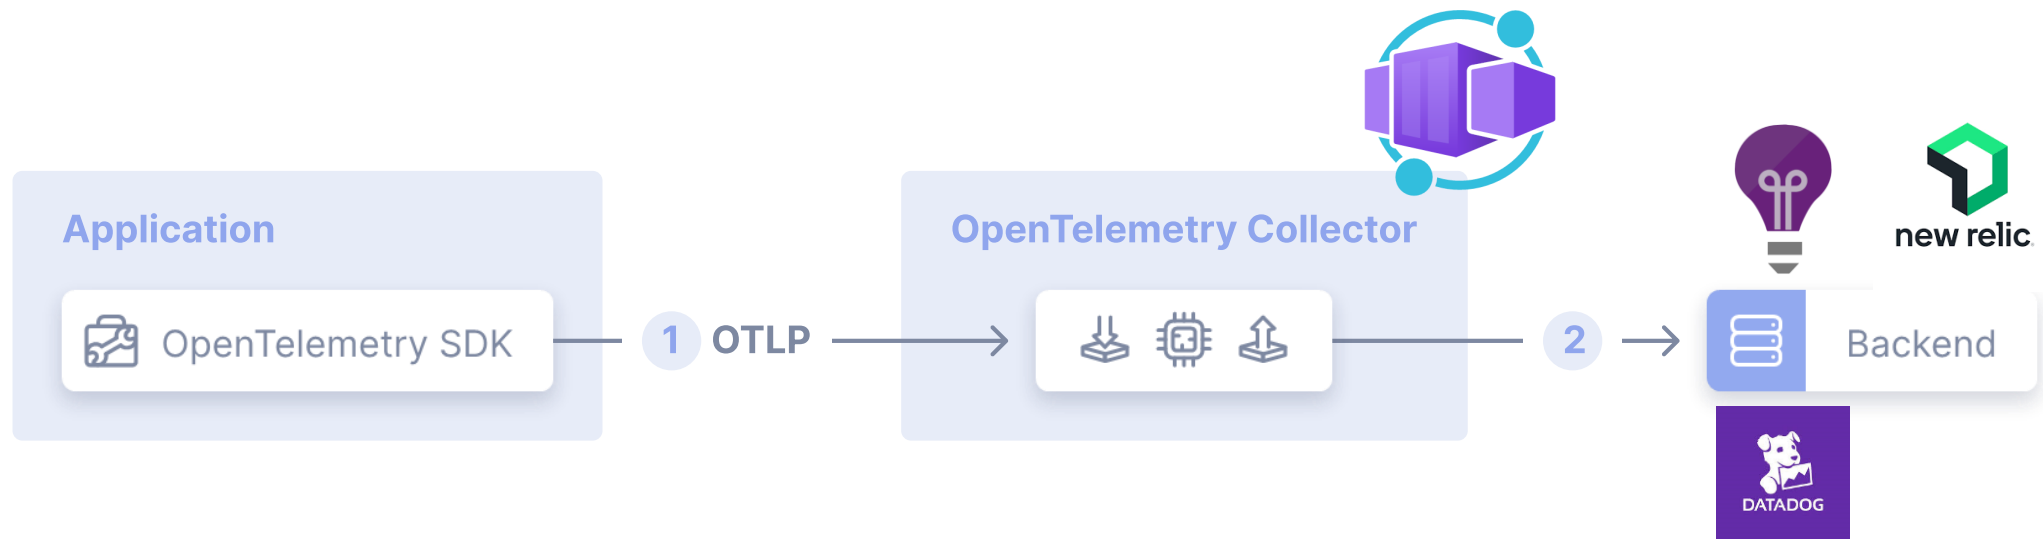 Application
OpenTelemetry SDK
1 OTLP
OpenTelemetry Collector
2
new relic
Backend
DATADOG